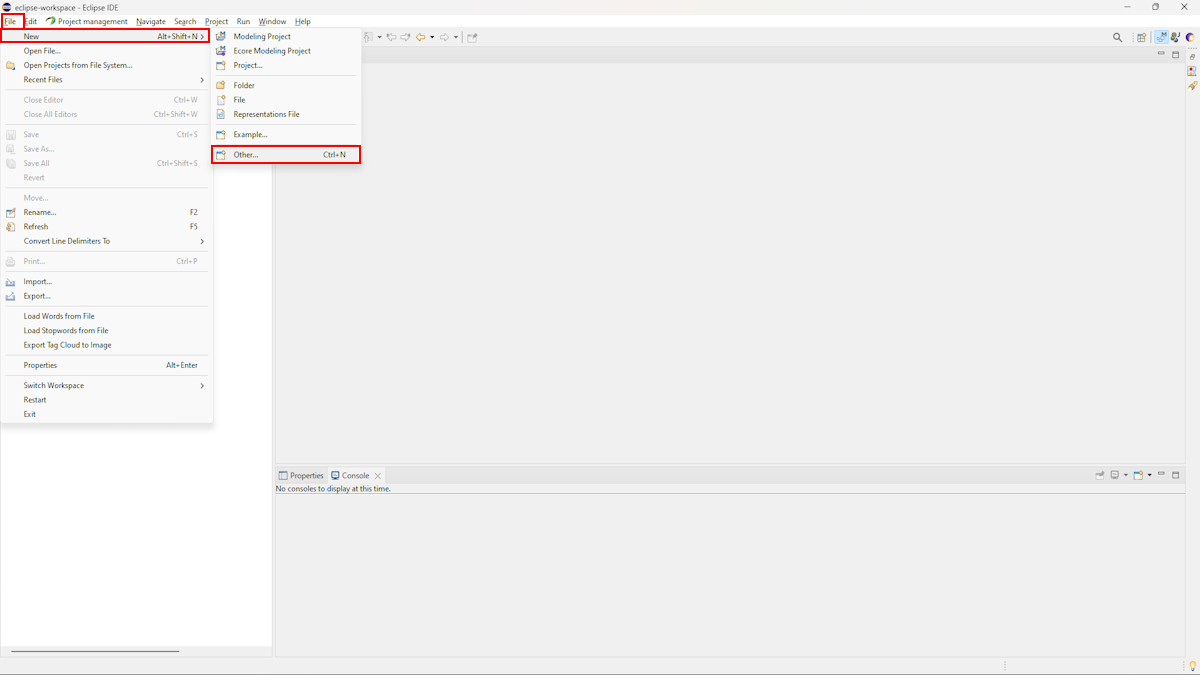 eclipse-workspace - Eclipse IDE
File Edit Project management Navigate Search Project Run Window Help
New Alt+Shift+N
Open File...
Open Projects from File System...
Recent Files
Close Editor Ctrl+W
Close All Editors Ctrl+Shift+W
Save Ctrl+S
Save As...
Save All Ctrl+Shift+S
Revert
Move...
Rename... F2
Refresh F5
Convert Line Delimiters To
Print... Ctrl+P
Import...
Export...
Load Words from File
Load Stopwords from File
Export Tag Cloud to Image
Properties Alt+Enter
Switch Workspace
Restart
Exit
Modeling Project
Ecore Modeling Project
Project...
Folder
File
Representations File
Example...
Other... Ctrl+N
Properties Console
No consoles to display at this time.